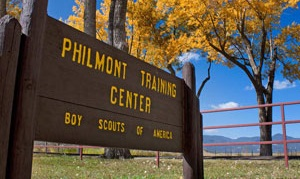 PHILMONT TRAINING
CENTER
BOY SCOUTS OF AMERICA